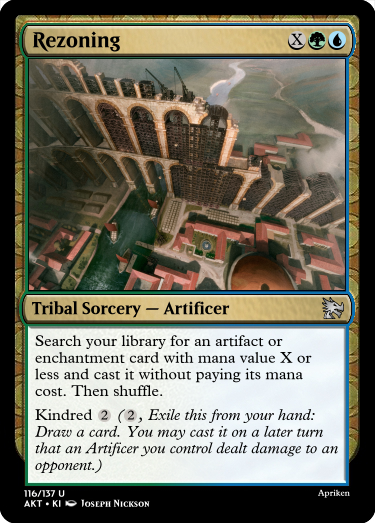 Rezoning X
Tribal Sorcery — Artificer
Search your library for an artifact or
enchantment card with mana value X or
less and cast it without paying its mana
cost. Then shuffle.
Kindred 2 (2, Exile this from your hand:
Draw a card. You may cast it on a later turn
that an Artificer you control dealt damage to an
opponent.)
116/137 U
Apriken
AKT • KI Joseph Nickson